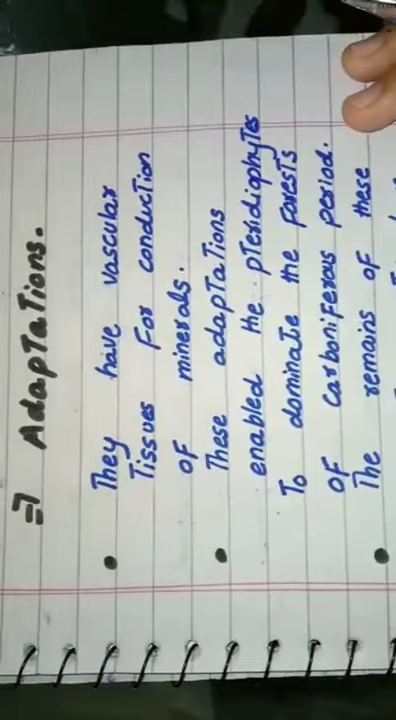 => Adaptations.
• They have vascular
Tissues For conduction
of minerals.
• These adaptations
enabled the pteridiophytes
To dominate the forests
of carboniferous period.
• The remains of these